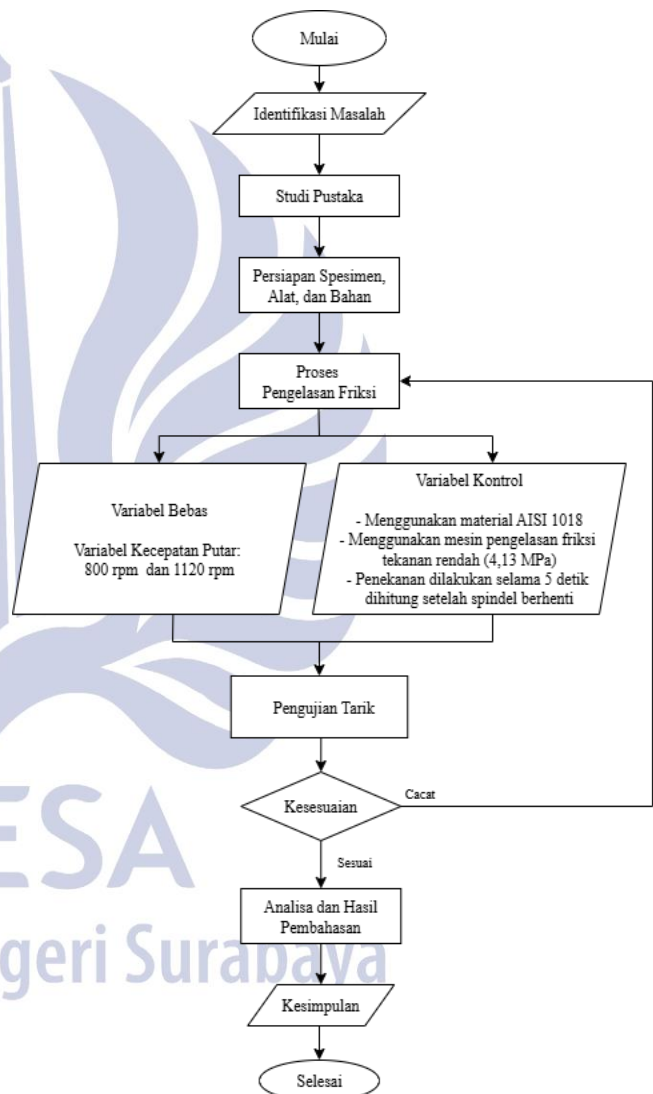 Mulai
Identifikasi Masalah
Studi Pustaka
Persiapan Spesimen,
Alat, dan Bahan
Proses
Pengelasan Friksi
Variabel Bebas
Variabel Kecepatan Putar:
800 rpm dan 1120 rpm
Variabel Kontrol
- Menggunakan material AISI 1018
- Menggunakan mesin pengelasan friksi
tekanan rendah (4,13 MPa)
- Penekanan dilakukan selama 5 detik
dihitung setelah spindel berhenti
Pengujian Tarik
Kesesuaian
Cacat
Sesuai
Analisa dan Hasil
Pembahasan
Kesimpulan
Selesai
ESA
geri Surabaya